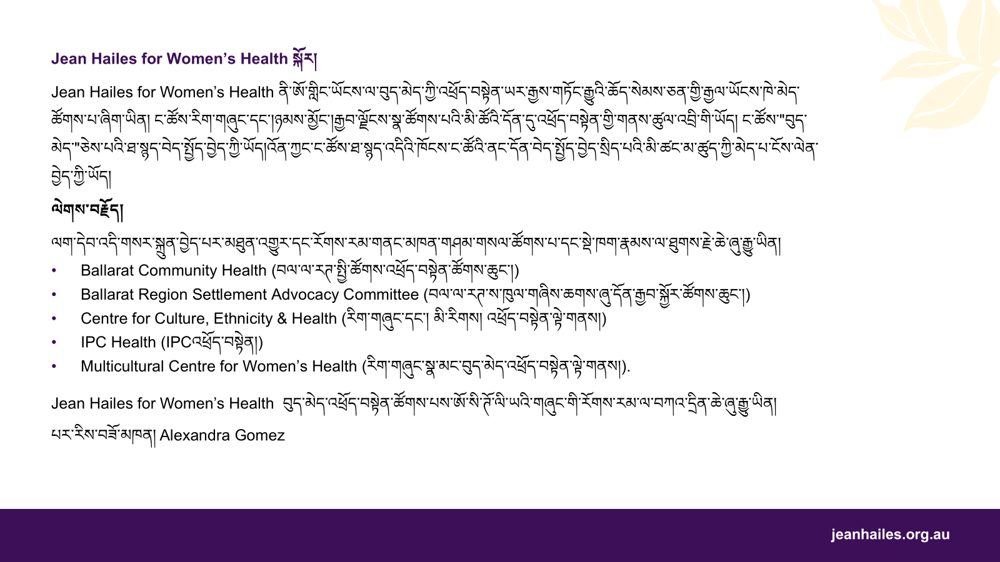 Jean Hailes for Women’s Health སྐོར།
Jean Hailes for Women’s Health ནི་ཨོ་གླིང་ཡོངས་ལ་བུད་མེད་ཀྱི་འཕྲོད་བསྟེན་ཡར་རྒྱས་གཏོང་རྒྱུའི་ཆོད་སེམས་ཅན་གྱི་རྒྱལ་ཡོངས་ཁེ་མེད་
ཚོགས་པ་ཞིག་ཡིན། ང་ཚོས་རིག་གཞུང་དང་།ཉམས་མྱོང་།རྒྱབ་ལྗོངས་སྣ་ཚོགས་པའི་མི་ཚོའི་དོན་དུ་འཕྲོད་བསྟེན་གྱི་གནས་ཚུལ་འབྲི་གི་ཡོད། ང་ཚོས་"བུད་
མེད་"ཅེས་པའི་ཐ་སྙད་བེད་སྤྱོད་བྱེད་ཀྱི་ཡོད།འོན་ཀྱང་ང་ཚོས་ཐ་སྙད་འདིའི་ཁོངས་ང་ཚོའི་ནང་དོན་བེད་སྤྱོད་བྱེད་སྲིད་པའི་མི་ཚང་མ་ཚུད་ཀྱི་མེད་པ་ངོས་ལེན་
བྱེད་ཀྱི་ཡོད།
ལེགས་བརྗོད།
ལག་དེབ་འདི་གསར་སྐྲུན་བྱེད་པར་མཐུན་འགྱུར་དང་རོགས་རམ་གནང་མཁན་གཤམ་གསལ་ཚོགས་པ་དང་སྡེ་ཁག་རྣམས་ལ་ཐུགས་རྗེ་ཆེ་ཞུ་རྒྱུ་ཡིན།
• Ballarat Community Health (བལ་ལ་རཊ་སྤྱི་ཚོགས་འཕྲོད་བསྟེན་ཚོགས་ཆུང་།)
• Ballarat Region Settlement Advocacy Committee (བལ་ལ་རཊ་ས་ཁུལ་གཞིས་ཆགས་ཞུ་དོན་རྒྱབ་སྐྱོར་ཚོགས་ཆུང་།)
• Centre for Culture, Ethnicity & Health (རིག་གཞུང་དང་། མི་རིགས། འཕྲོད་བསྟེན་ལྟེ་གནས།)
• IPC Health (IPCའཕྲོད་བསྟེན།)
• Multicultural Centre for Women’s Health (རིག་གཞུང་སྣ་མང་བུད་མེད་འཕྲོད་བསྟེན་ལྟེ་གནས།).
Jean Hailes for Women’s Health བུད་མེད་འཕྲོད་བསྟེན་ཚོགས་པས་ཨོ་སི་ཊོ་ལི་ཡའི་གཞུང་གི་རོགས་རམ་ལ་བཀའ་དྲིན་ཆེ་ཞུ་རྒྱུ་ཡིན།
པར་རིས་བཟོ་མཁན། Alexandra Gomez
jeanhailes.org.au